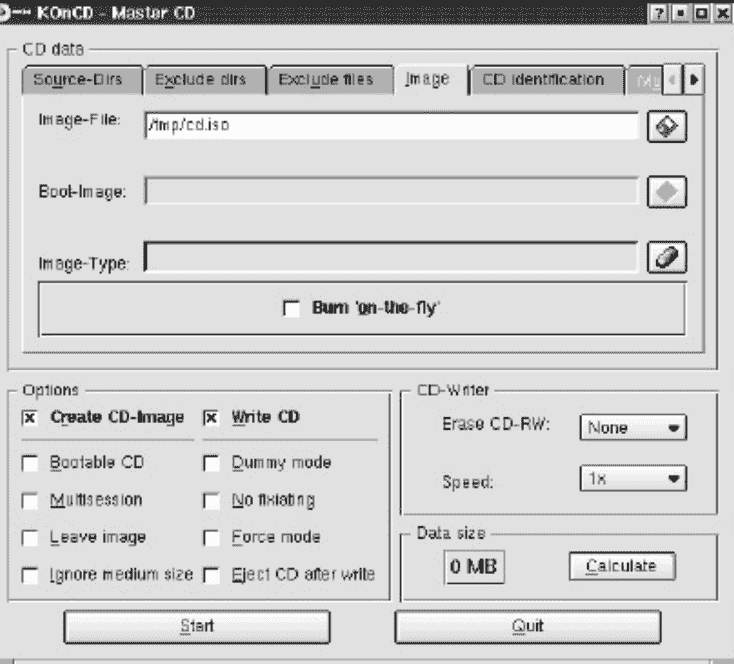 KOnCD - Master CD
CD data
Source-Dirs Exclude dirs Exclude files Image CD Identification
Image-File: /tmp/cd.iso
Boot-Image:
Image-Type:
Burn 'on-the-fly'
Options
Create CD-Image Write CD
Bootable CD Dummy mode
Multisession No fixiating
Leave image Force mode
Ignore medium size Eject CD after write
CD-Writer
Erase CD-RW: None
Speed: 1x
Data size
0 MB Calculate
Start Quit